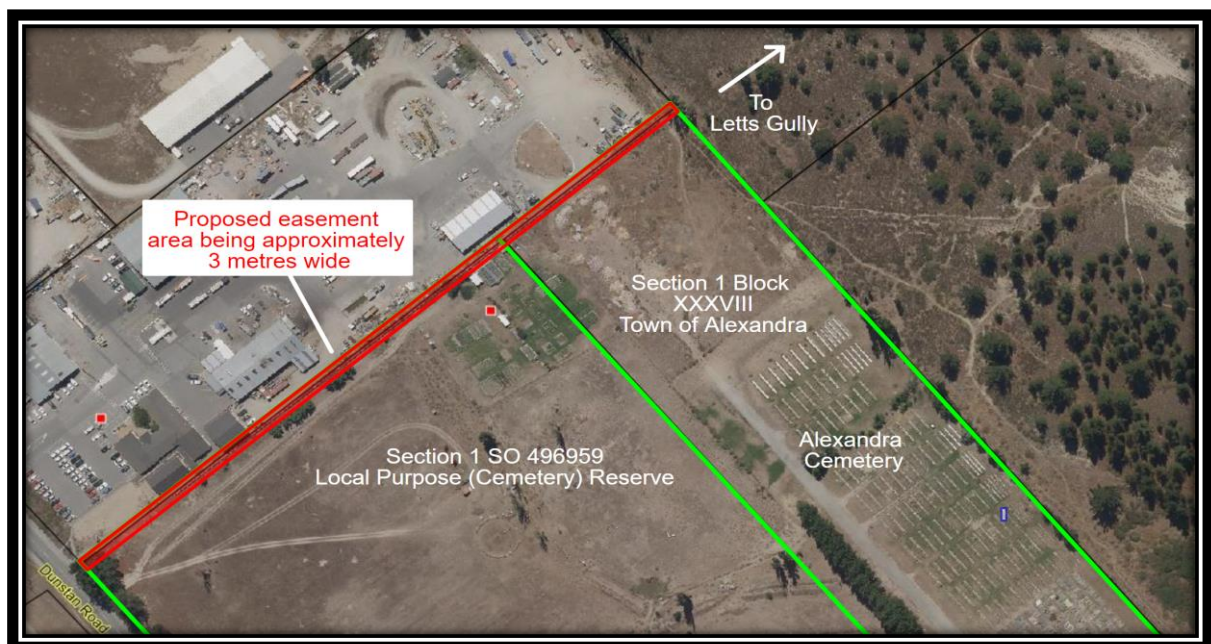 To
Letts Gully
Proposed easement
area being approximately
3 metres wide
Section 1 Block
XXXVIII
Town of Alexandra
Alexandra
Cemetery
Section 1 SO 496959
Local Purpose (Cemetery) Reserve
Dunstan Road